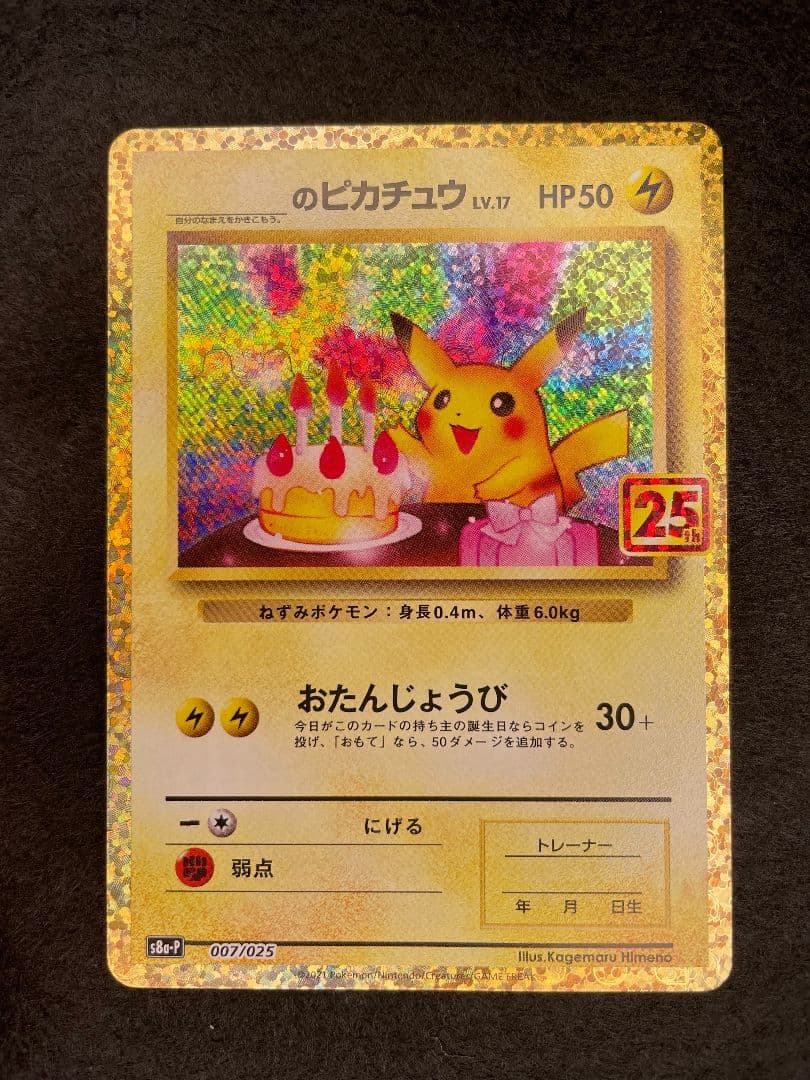 のピカチュウ LV.17 HP50
自分のなまえをかきこもう。
25th
ねずみポケモン：身長0.4m、体重6.0kg
おたんじょうび 30+
今日がこのカードの持ち主の誕生日ならコインを
投げ、「おもて」なら、50ダメージを追加する。
ー にげる
弱点
トレーナー
年 月 日生
s8a-P 007/025
Illus.Kagemaru Himeno
©2021 Pokémon/Nintendo/Creatures/GAME FREAK